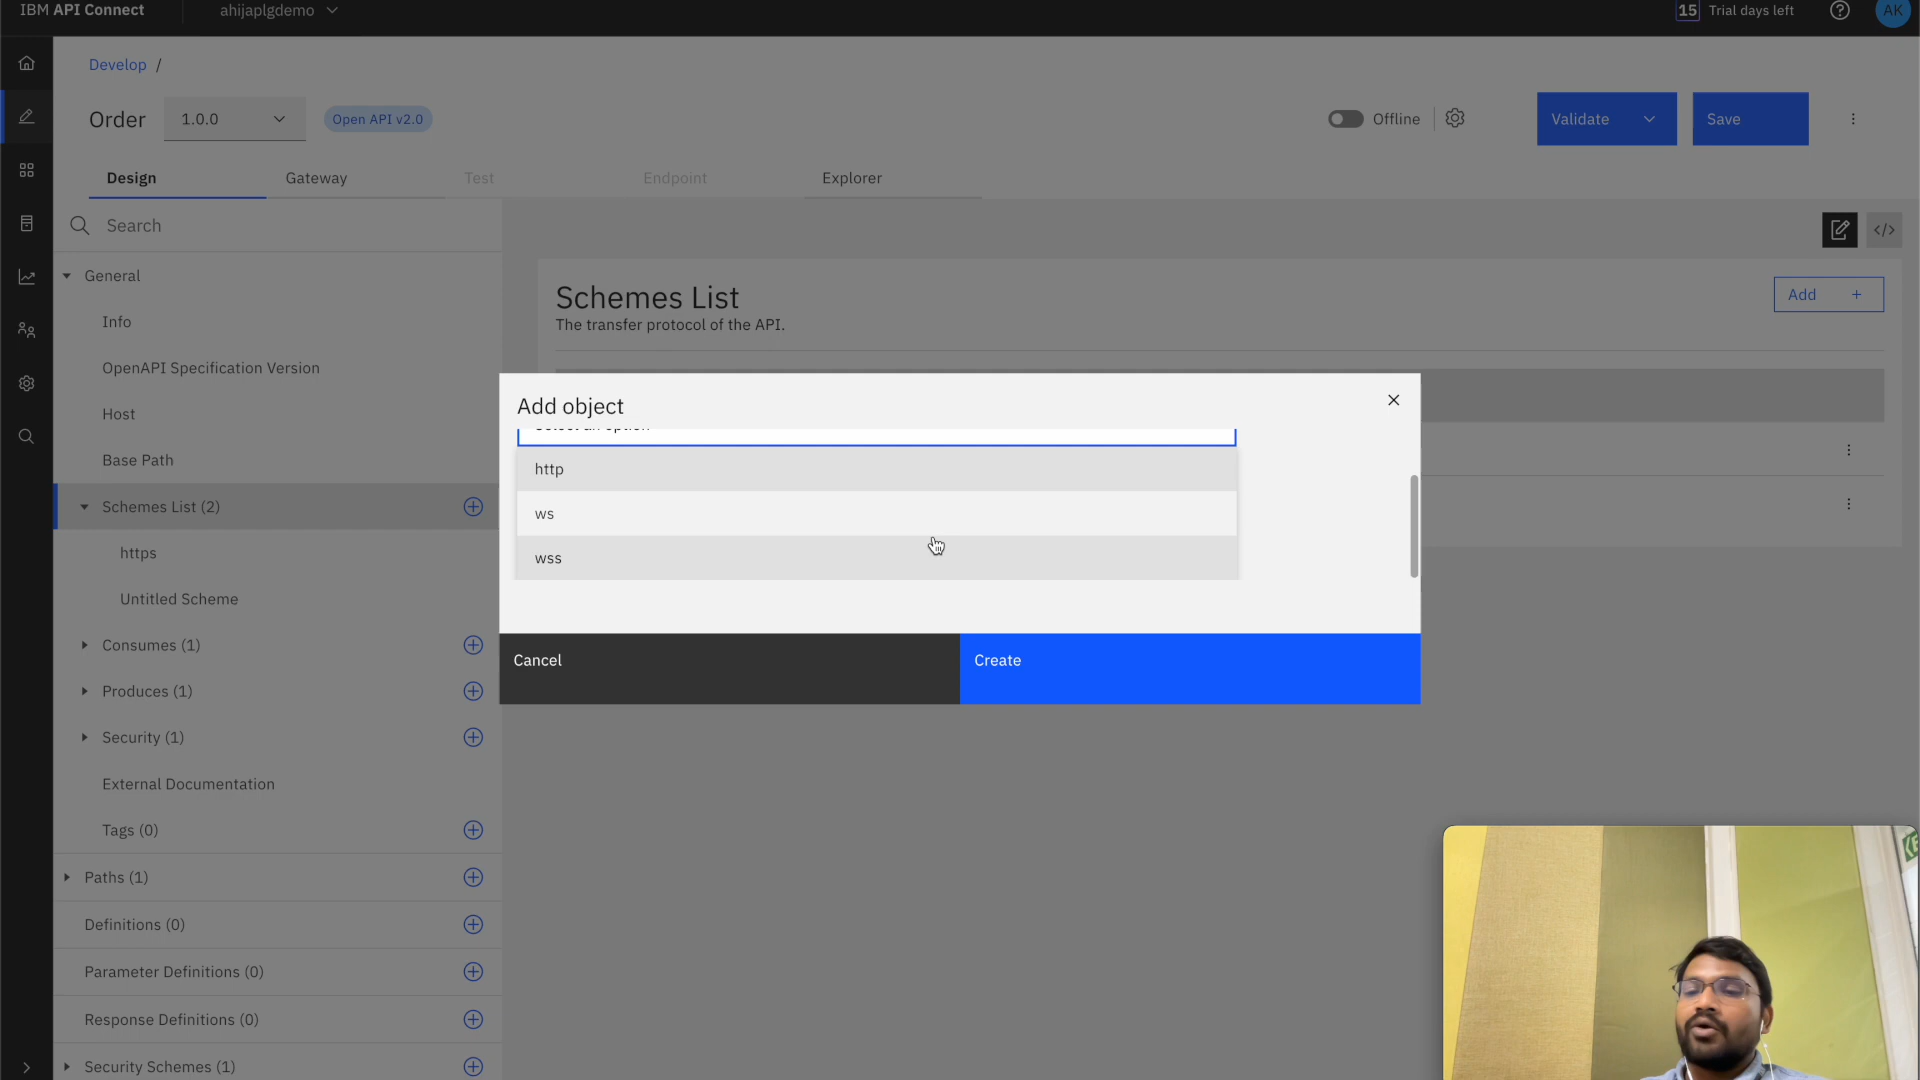 IBM API Connect
ahijaplgdemo
15 Trial days left
AK
Develop /
Order
1.0.0
Open API v2.0
Offline
Validate
Save
Design
Gateway
Test
Endpoint
Explorer
Search
General
Info
OpenAPI Specification Version
Host
Base Path
Schemes List (2)
https
Untitled Scheme
Consumes (1)
Produces (1)
Security (1)
External Documentation
Tags (0)
Paths (1)
Definitions (0)
Parameter Definitions (0)
Response Definitions (0)
Security Schemes (1)
</>
Schemes List
Add +
The transfer protocol of the API.
Add object
Select an option
http
ws
wss
Cancel
Create